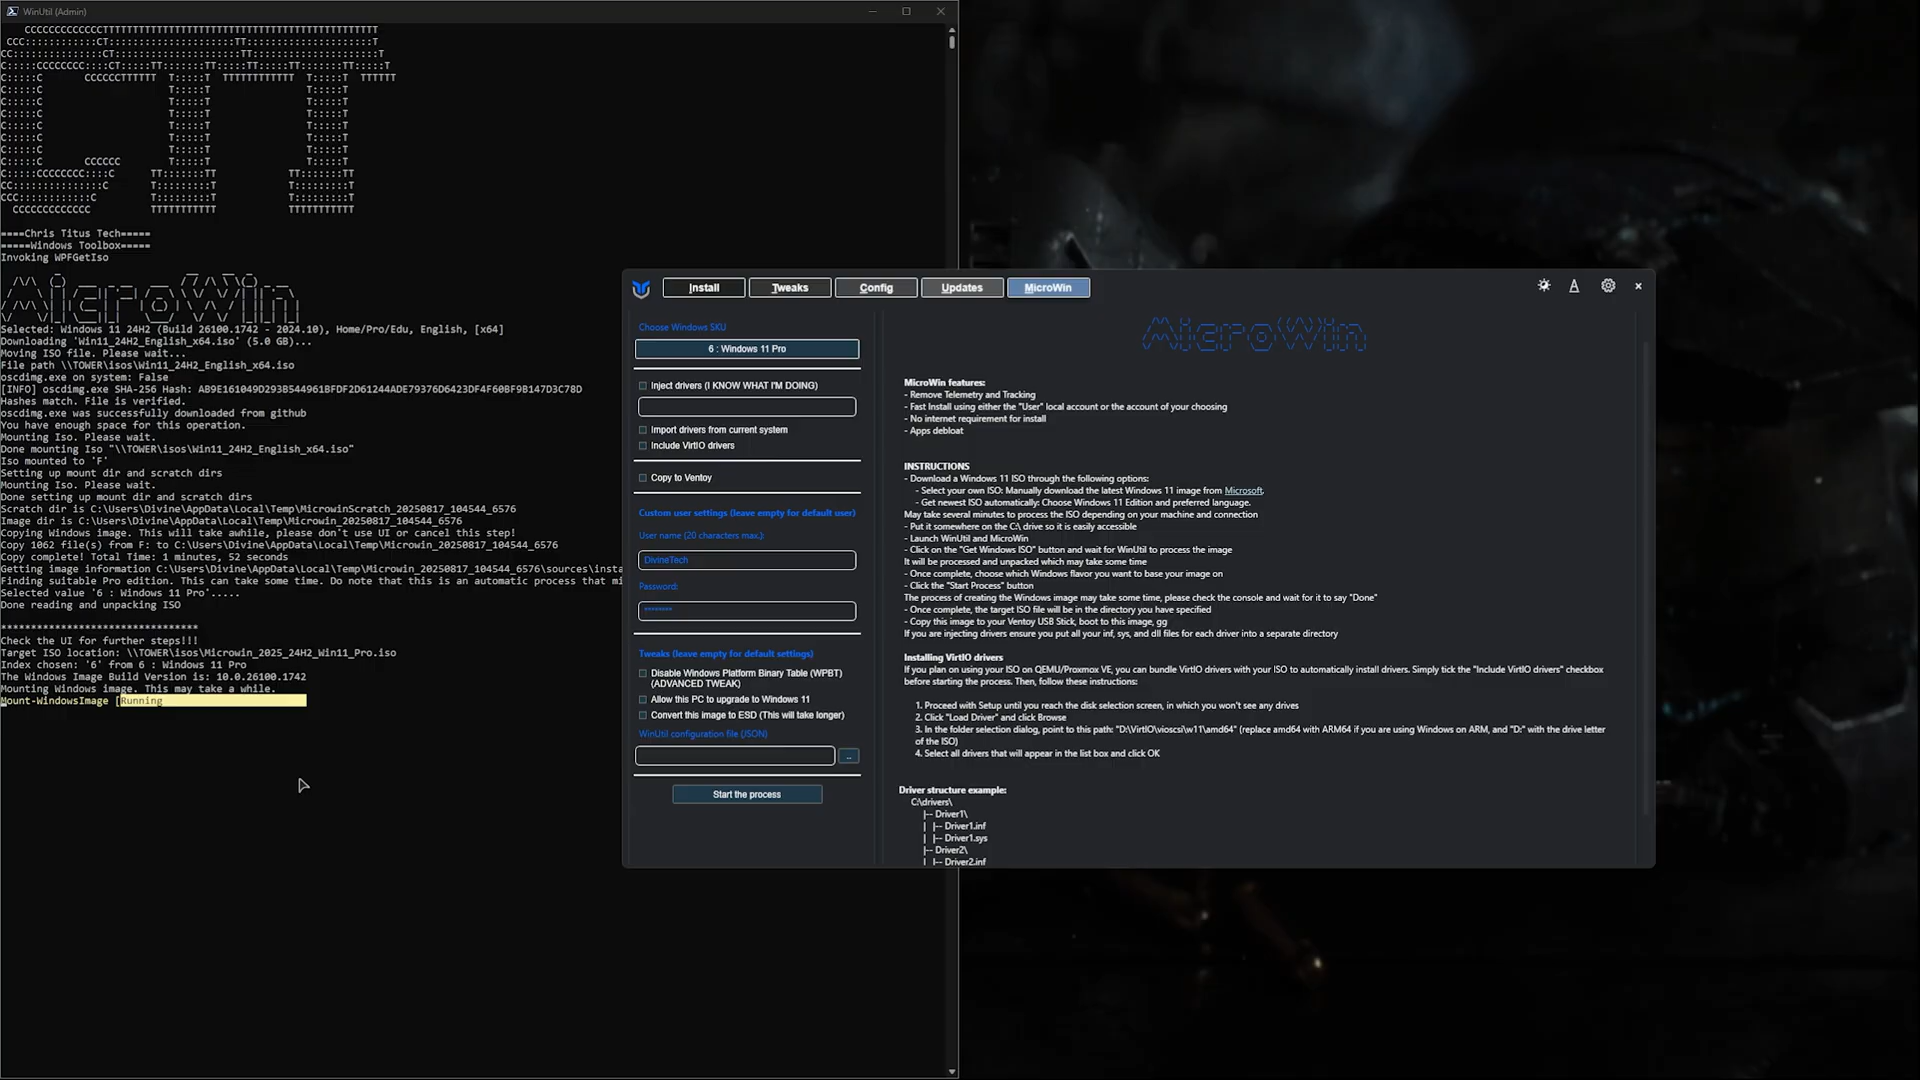 WinUtil (Admin)
CCCCCCCCCCCCCTTTTTTTTTTTTTTTTTTTTTTTTTTTTTTTTTTTTTTTTTTTTTT
====Chris Titus Tech=====
=====Windows Toolbox=====
Invoking WPFGetIso
MicroWin
Selected: Windows 11 24H2 (Build 26100.1742 - 2024.10), Home/Pro/Edu, English, [x64]
Downloading 'Win11_24H2_English_x64.iso' (5.0 GB)...
Moving ISO file. Please wait...
File path \\TOWER\isos\Win11_24H2_English_x64.iso
oscdimg.exe on system: False
[INFO] oscdimg.exe SHA-256 Hash: AB9E161049D293B544961BFDF2D61244ADE79376D6423DF4F60BF9B147D3C78D
Hashes match. File is verified.
oscdimg.exe was successfully downloaded from github
You have enough space for this operation.
Mounting Iso. Please wait.
Done mounting Iso "\\TOWER\isos\Win11_24H2_English_x64.iso"
Iso mounted to 'F'
Setting up mount dir and scratch dirs
Mounting Iso. Please wait.
Done setting up mount dir and scratch dirs
Scratch dir is C:\Users\Divine\AppData\Local\Temp\MicrowinScratch_20250817_104544_6576
Image dir is C:\Users\Divine\AppData\Local\Temp\Microwin_20250817_104544_6576
Copying Windows image. This will take awhile, please don't use UI or cancel this step!
Copy 1062 file(s) from F: to C:\Users\Divine\AppData\Local\Temp\Microwin_20250817_104544_6576
Copy complete! Total Time: 1 minutes, 52 seconds
Getting image information C:\Users\Divine\AppData\Local\Temp\Microwin_20250817_104544_6576\sources\insta
Finding suitable Pro edition. This can take some time. Do note that this is an automatic process that mi
Selected value '6 : Windows 11 Pro'.....
Done reading and unpacking ISO
*********************************
Check the UI for further steps!!!
Target ISO location: \\TOWER\isos\Microwin_2025_24H2_Win11_Pro.iso
Index chosen: '6' from 6 : Windows 11 Pro
The Windows Image Build Version is: 10.0.26100.1742
Mounting Windows image. This may take a while.
Mount-WindowsImage [Running
Install
Tweaks
Config
Updates
MicroWin
Choose Windows SKU
6 : Windows 11 Pro
Inject drivers (I KNOW WHAT I'M DOING)
Import drivers from current system
Include VirtIO drivers
Copy to Ventoy
Custom user settings (leave empty for default user)
User name (20 characters max.):
DivineTech
Password:
********
Tweaks (leave empty for default settings)
Disable Windows Platform Binary Table (WPBT)
(ADVANCED TWEAK)
Allow this PC to upgrade to Windows 11
Convert this image to ESD (This will take longer)
WinUtil configuration file (JSON)
...
Start the process
MicroWin
MicroWin features:
- Remove Telemetry and Tracking
- Fast Install using either the "User" local account or the account of your choosing
- No internet requirement for install
- Apps debloat
INSTRUCTIONS
- Download a Windows 11 ISO through the following options:
- Select your own ISO: Manually download the latest Windows 11 image from Microsoft.
- Get newest ISO automatically: Choose Windows 11 Edition and preferred language.
May take several minutes to process the ISO depending on your machine and connection
- Put it somewhere on the C:\ drive so it is easily accessible
- Launch WinUtil and MicroWin
- Click on the "Get Windows ISO" button and wait for WinUtil to process the image
It will be processed and unpacked which may take some time
- Once complete, choose which Windows flavor you want to base your image on
- Click the "Start Process" button
The process of creating the Windows image may take some time, please check the console and wait for it to say "Done"
- Once complete, the target ISO file will be in the directory you have specified
- Copy this image to your Ventoy USB Stick, boot to this image, gg
If you are injecting drivers ensure you put all your inf, sys, and dll files for each driver into a separate directory
Installing VirtIO drivers
If you plan on using your ISO on QEMU/Proxmox VE, you can bundle VirtIO drivers with your ISO to automatically install drivers. Simply tick the "Include VirtIO drivers" checkbox
before starting the process. Then, follow these instructions:
1. Proceed with Setup until you reach the disk selection screen, in which you won't see any drives
2. Click "Load Driver" and click Browse
3. In the folder selection dialog, point to this path: "D:\VirtIO\vioscsi\w11\amd64" (replace amd64 with ARM64 if you are using Windows on ARM, and "D:" with the drive letter
of the ISO)
4. Select all drivers that will appear in the list box and click OK
Driver structure example:
C:\drivers\
|-- Driver1\
| |-- Driver1.inf
| |-- Driver1.sys
|-- Driver2\
| |-- Driver2.inf